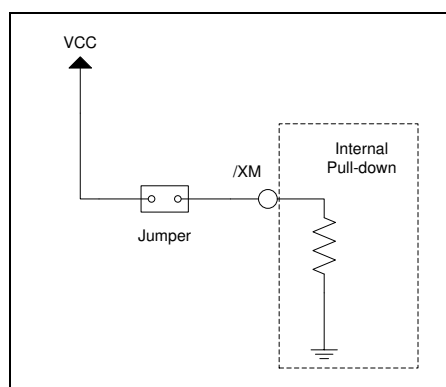 VCC
Internal
Pull-down
/XM
Jumper